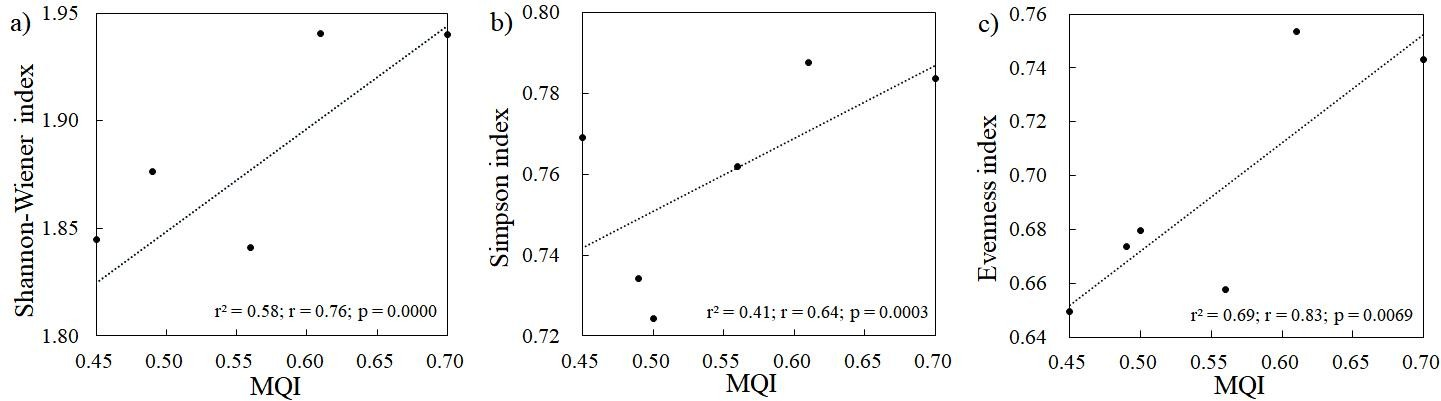 a)
Shannon-Wiener index
1.95
1.90
1.85
1.80
r² = 0.58; r = 0.76; p = 0.0000
0.45 0.50 0.55 0.60 0.65 0.70
MQI
b)
Simpson index
0.80
0.78
0.76
0.74
0.72
r² = 0.41; r = 0.64; p = 0.0003
0.45 0.50 0.55 0.60 0.65 0.70
MQI
c)
Evenness index
0.76
0.74
0.72
0.70
0.68
0.66
0.64
r² = 0.69; r = 0.83; p = 0.0069
0.45 0.50 0.55 0.60 0.65 0.70
MQI